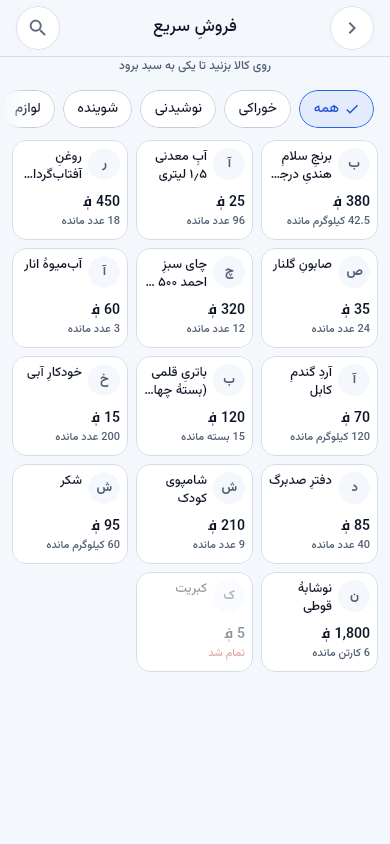 فروشِ سریع
روی کالا بزنید تا یکی به سبد برود
همه
خوراکی
نوشیدنی
شوینده
لوازم
ب
برنجِ سلامِ
هندیِ درجـ…
380 ؋
42.5 کیلوگرم مانده
آ
آبِ معدنی
۱٫۵ لیتری
25 ؋
96 عدد مانده
ر
روغنِ
آفتاب‌گردا…
450 ؋
18 عدد مانده
ص
صابونِ گلنار
35 ؋
24 عدد مانده
چ
چای سبزِ
احمد ۵۰۰ …
320 ؋
12 عدد مانده
آ
آب‌میوهٔ انار
60 ؋
3 عدد مانده
آ
آردِ گندمِ
کابل
70 ؋
120 کیلوگرم مانده
ب
باتریِ قلمی
(بستهٔ چها…
120 ؋
15 بسته مانده
خ
خودکارِ آبی
15 ؋
200 عدد مانده
د
دفترِ صدبرگ
85 ؋
40 عدد مانده
ش
شامپوی
کودک
210 ؋
9 عدد مانده
ش
شکر
95 ؋
60 کیلوگرم مانده
ن
نوشابهٔ
قوطی
1,800 ؋
6 کارتن مانده
ک
کبریت
5 ؋
تمام شد